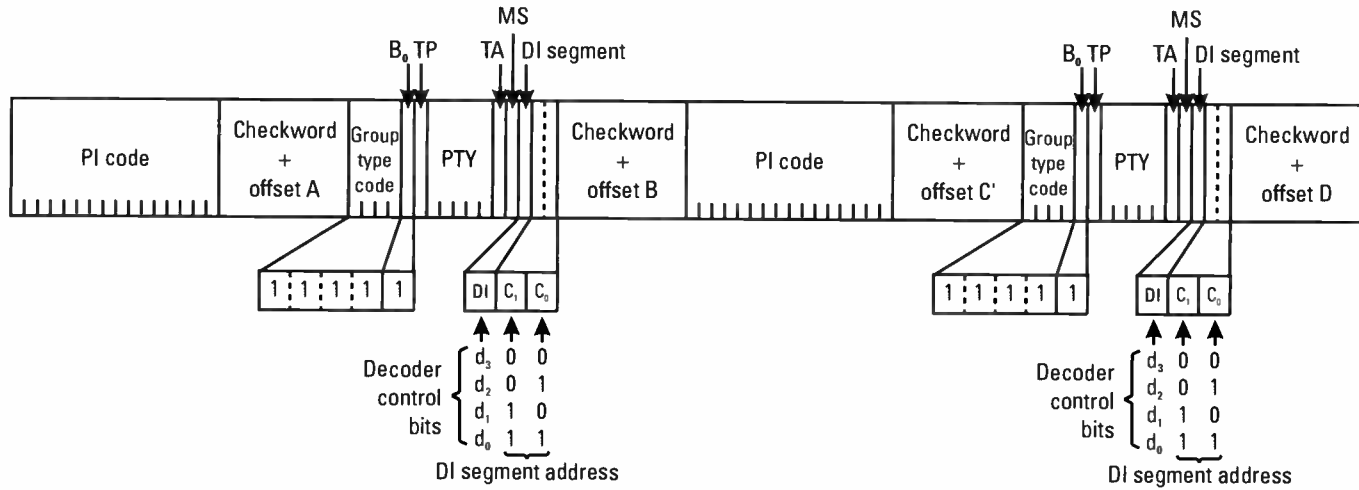 MS MS
B₀ TP TA DI segment B₀ TP TA DI segment
PI code
Checkword
+
offset A
Group
type
code
PTY
Checkword
+
offset B
PI code
Checkword
+
offset C'
Group
type
code
PTY
Checkword
+
offset D
1 1 1 1 1 DI C₁ C₀ 1 1 1 1 1 DI C₁ C₀
Decoder
control
bits
d₃ 0 0
d₂ 0 1
d₁ 1 0
d₀ 1 1
DI segment address
Decoder
control
bits
d₃ 0 0
d₂ 0 1
d₁ 1 0
d₀ 1 1
DI segment address